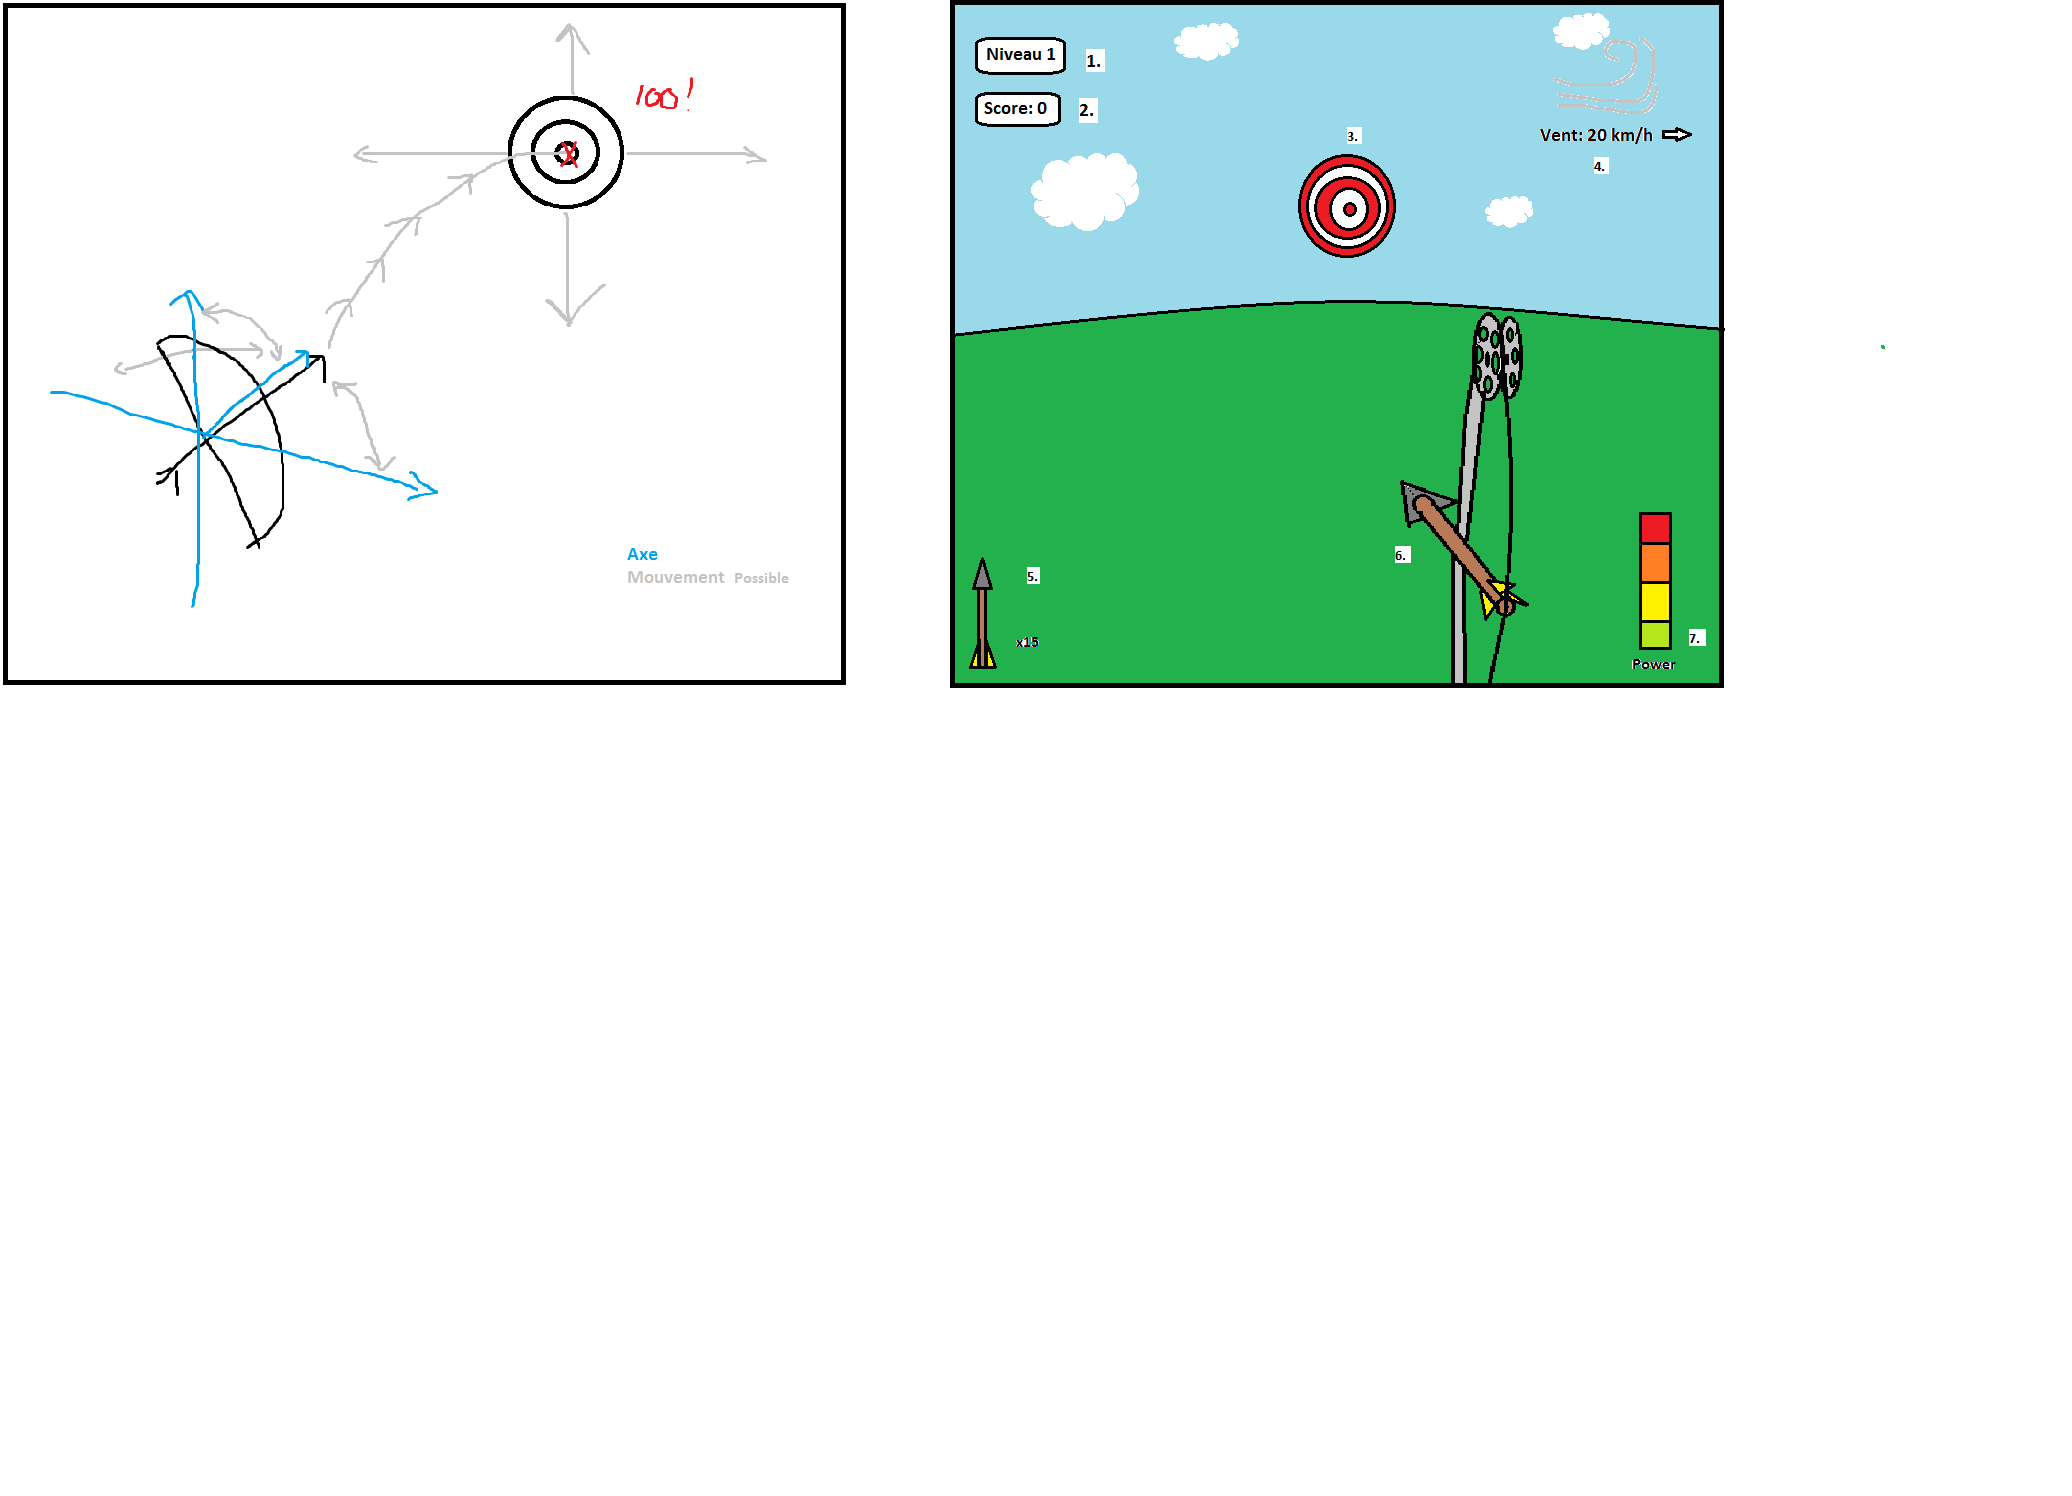 100!
Axe
Mouvement Possible
Niveau 1 1.
Score: 0 2.
3.
Vent: 20 km/h
4.
5.
6.
x15
7.
Power